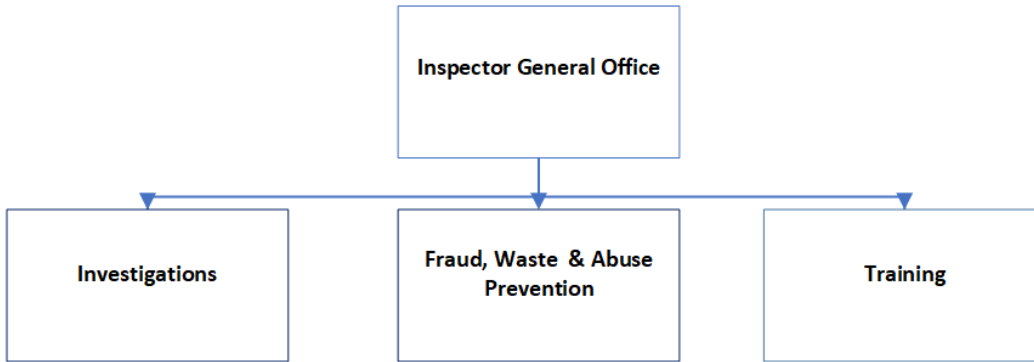 Inspector General Office
Investigations
Fraud, Waste & Abuse
Prevention
Training